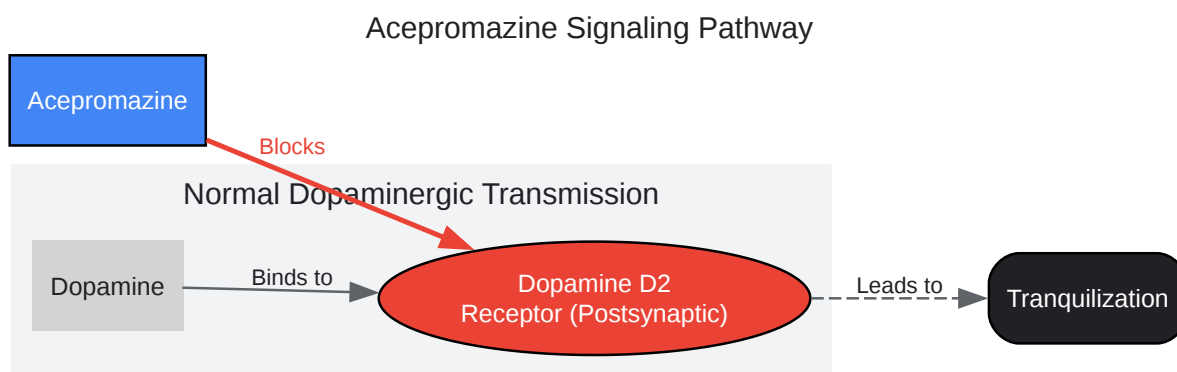 Acepromazine Signaling Pathway
Acepromazine
Blocks
Normal Dopaminergic Transmission
Dopamine
Binds to
Dopamine D2
Receptor (Postsynaptic)
Leads to
Tranquilization